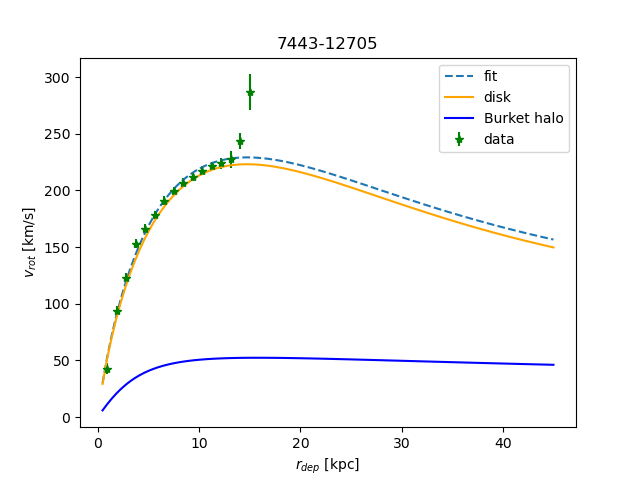 7443-12705
fit
disk
Burket halo
data
300
250
200
150
100
50
0
v_rot [km/s]
0 10 20 30 40
r_dep [kpc]